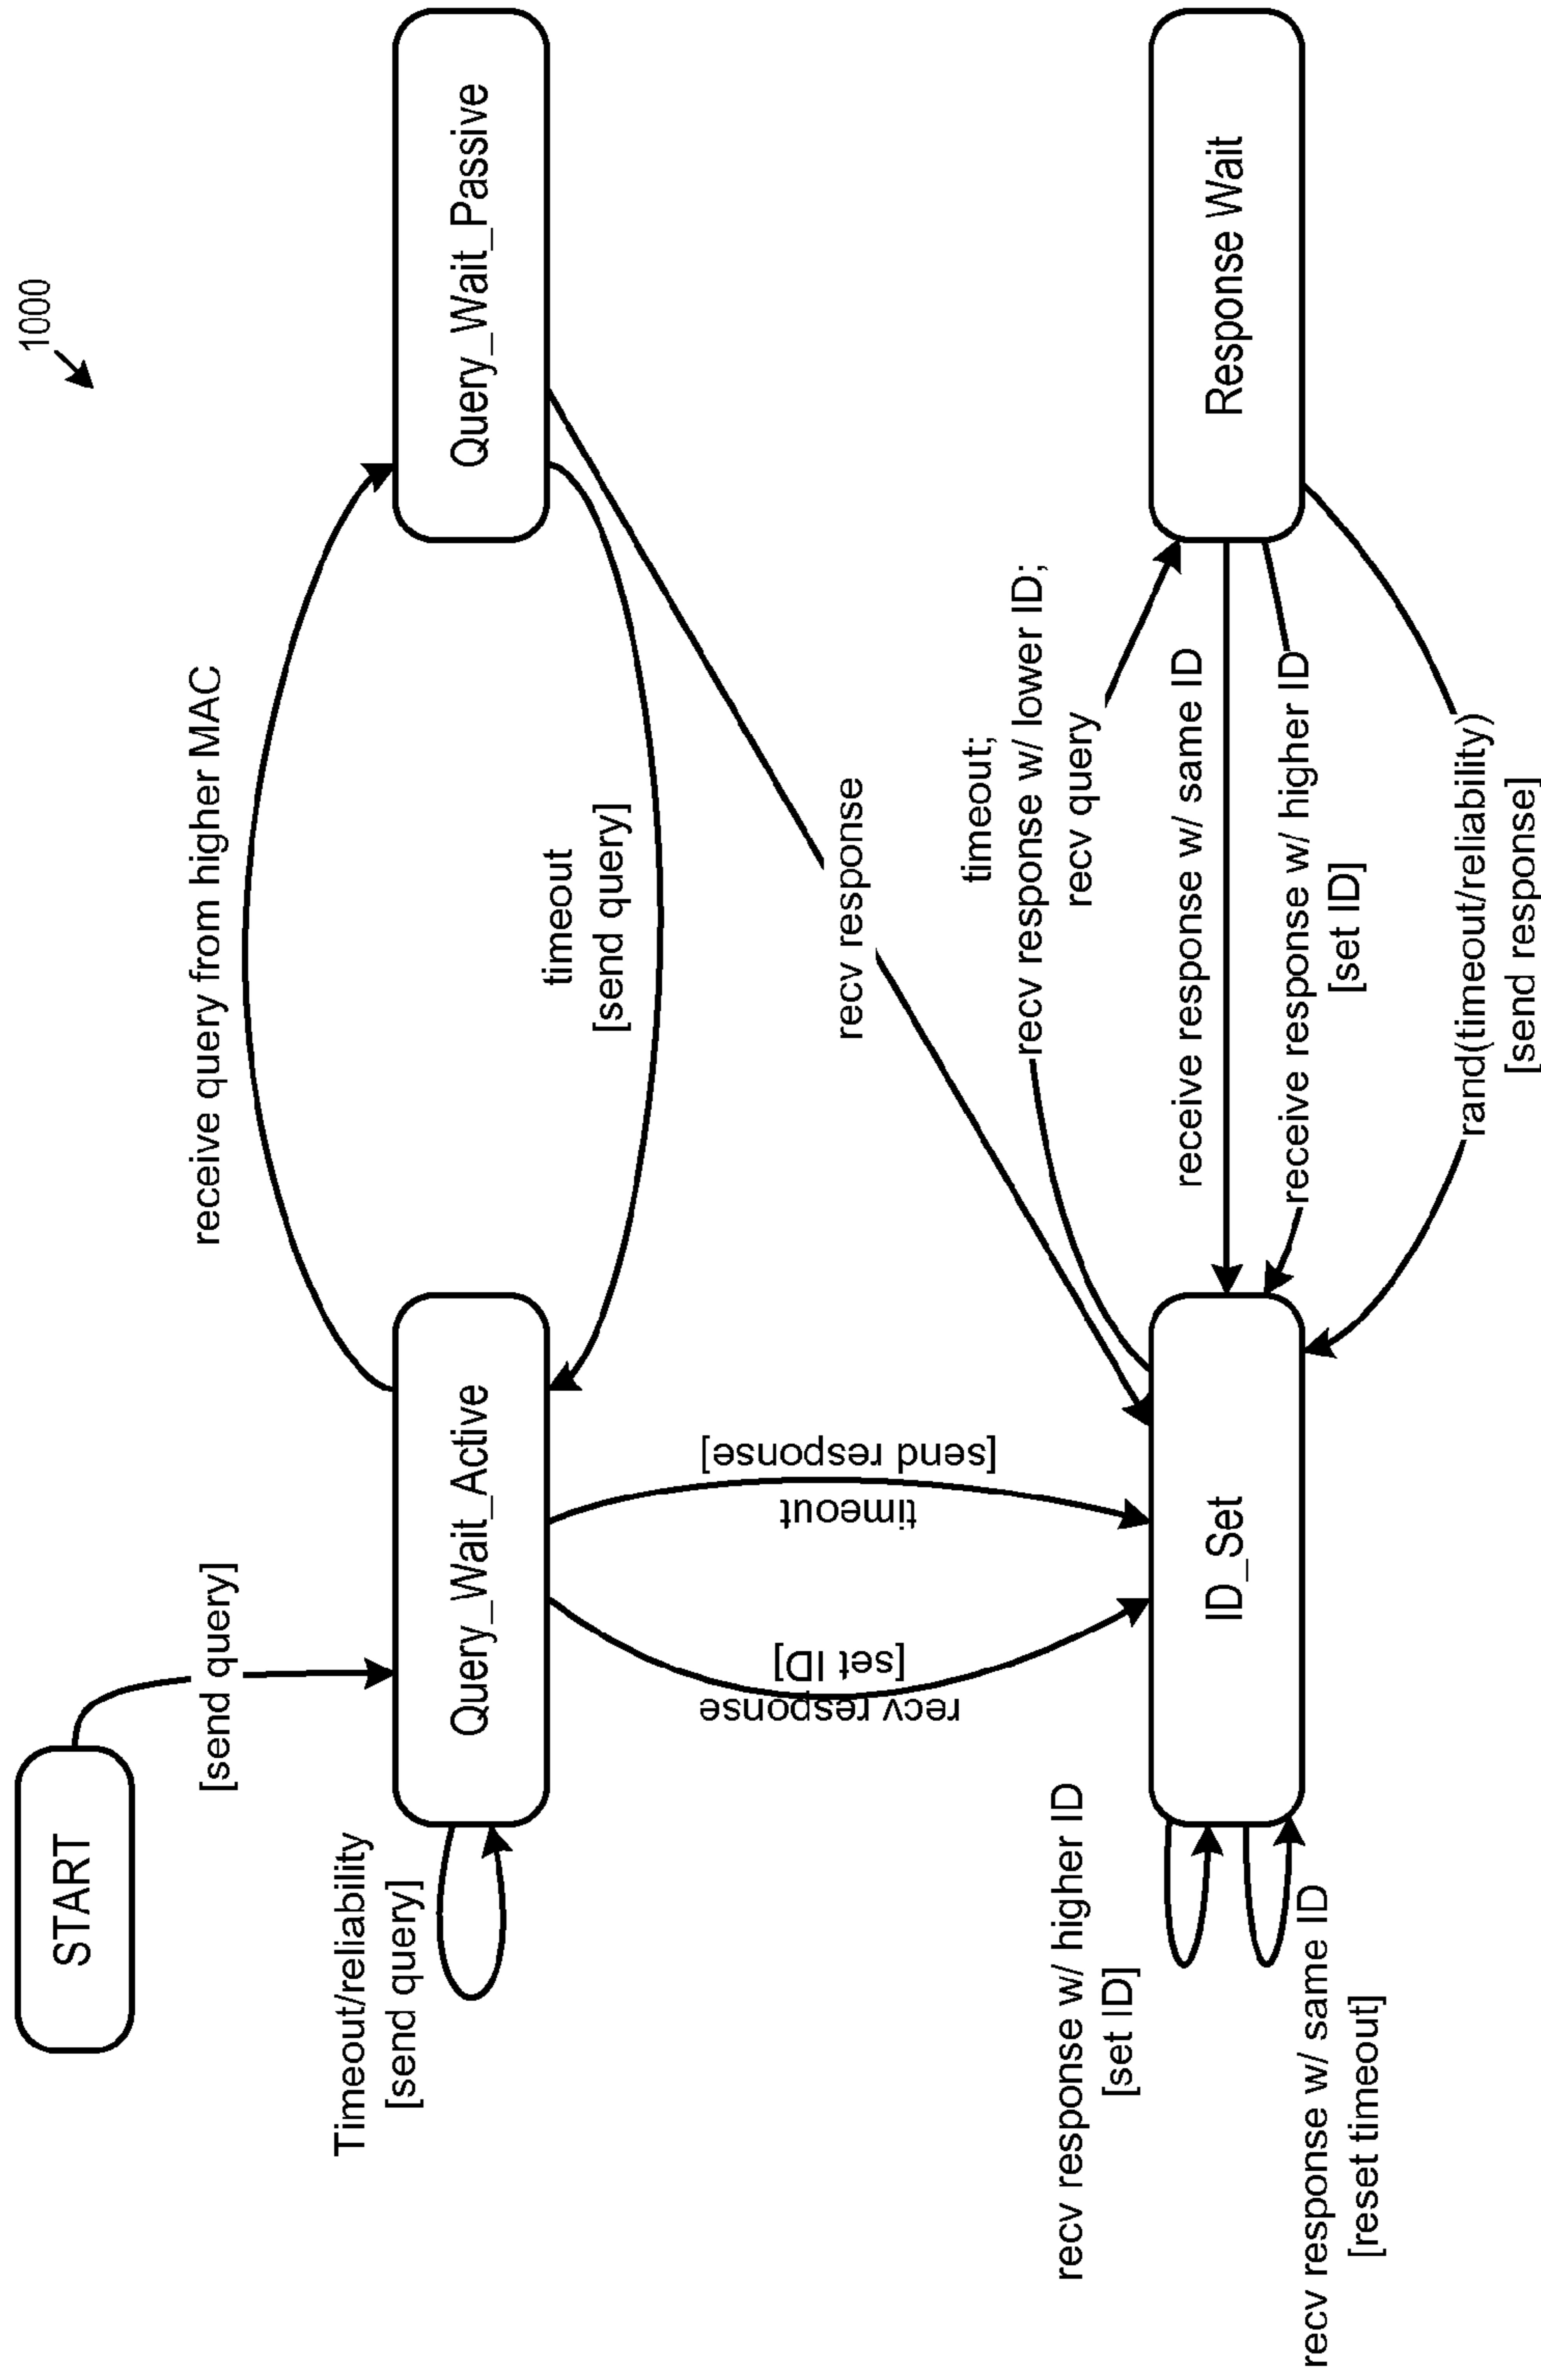 1000
START
[send query]
Timeout/reliability
[send query]
Query_Wait_Active
receive query from higher MAC
Query_Wait_Passive
timeout
[send query]
recv response
[set ID]
timeout
[send response]
recv response
recv response w/ higher ID
[set ID]
recv response w/ same ID
[reset timeout]
ID_Set
timeout;
recv response w/ lower ID;
recv query
receive response w/ same ID
receive response w/ higher ID
[set ID]
rand(timeout/reliability)
[send response]
Response Wait